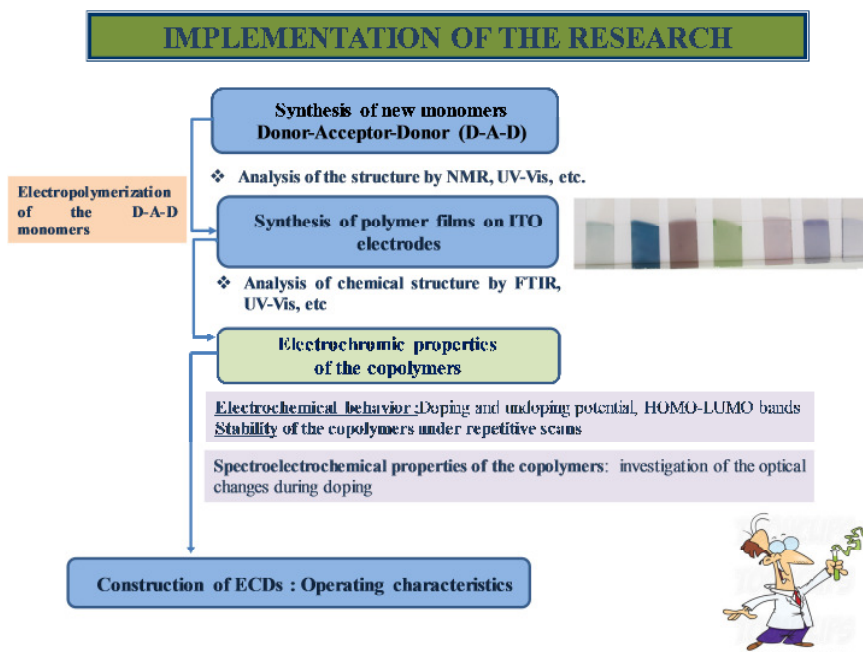 IMPLEMENTATION OF THE RESEARCH
Synthesis of new monomers
Donor-Acceptor-Donor (D-A-D)
❖ Analysis of the structure by NMR, UV-Vis, etc.
Electropolymerization
of the D-A-D
monomers
Synthesis of polymer films on ITO
electrodes
❖ Analysis of chemical structure by FTIR,
UV-Vis, etc
Electrochromic properties
of the copolymers
Electrochemical behavior :Doping and undoping potential, HOMO-LUMO bands
Stability of the copolymers under repetitive scans
Spectroelectrochemical properties of the copolymers: investigation of the optical
changes during doping
Construction of ECDs : Operating characteristics